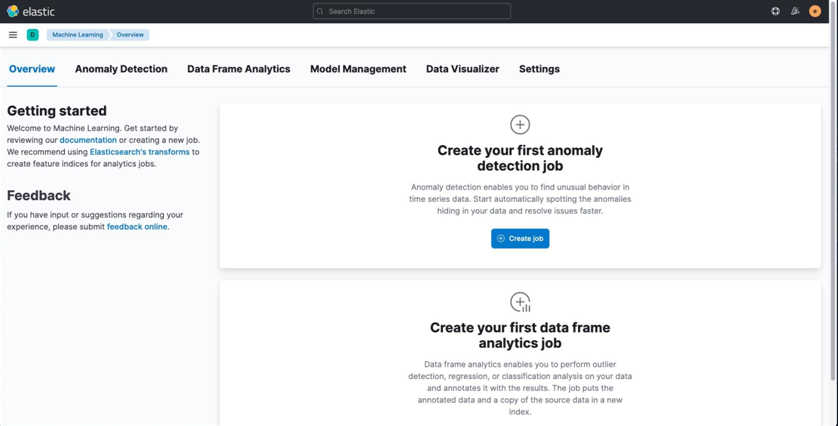 elastic
Search Elastic
e
D
Machine Learning
Overview
Overview
Anomaly Detection
Data Frame Analytics
Model Management
Data Visualizer
Settings
Getting started
Welcome to Machine Learning. Get started by
reviewing our documentation or creating a new job.
We recommend using Elasticsearch's transforms to
create feature indices for analytics jobs.
Feedback
If you have input or suggestions regarding your
experience, please submit feedback online.
Create your first anomaly
detection job
Anomaly detection enables you to find unusual behavior in
time series data. Start automatically spotting the anomalies
hiding in your data and resolve issues faster.
Create job
Create your first data frame
analytics job
Data frame analytics enables you to perform outlier
detection, regression, or classification analysis on your data
and annotates it with the results. The job puts the
annotated data and a copy of the source data in a new
index.